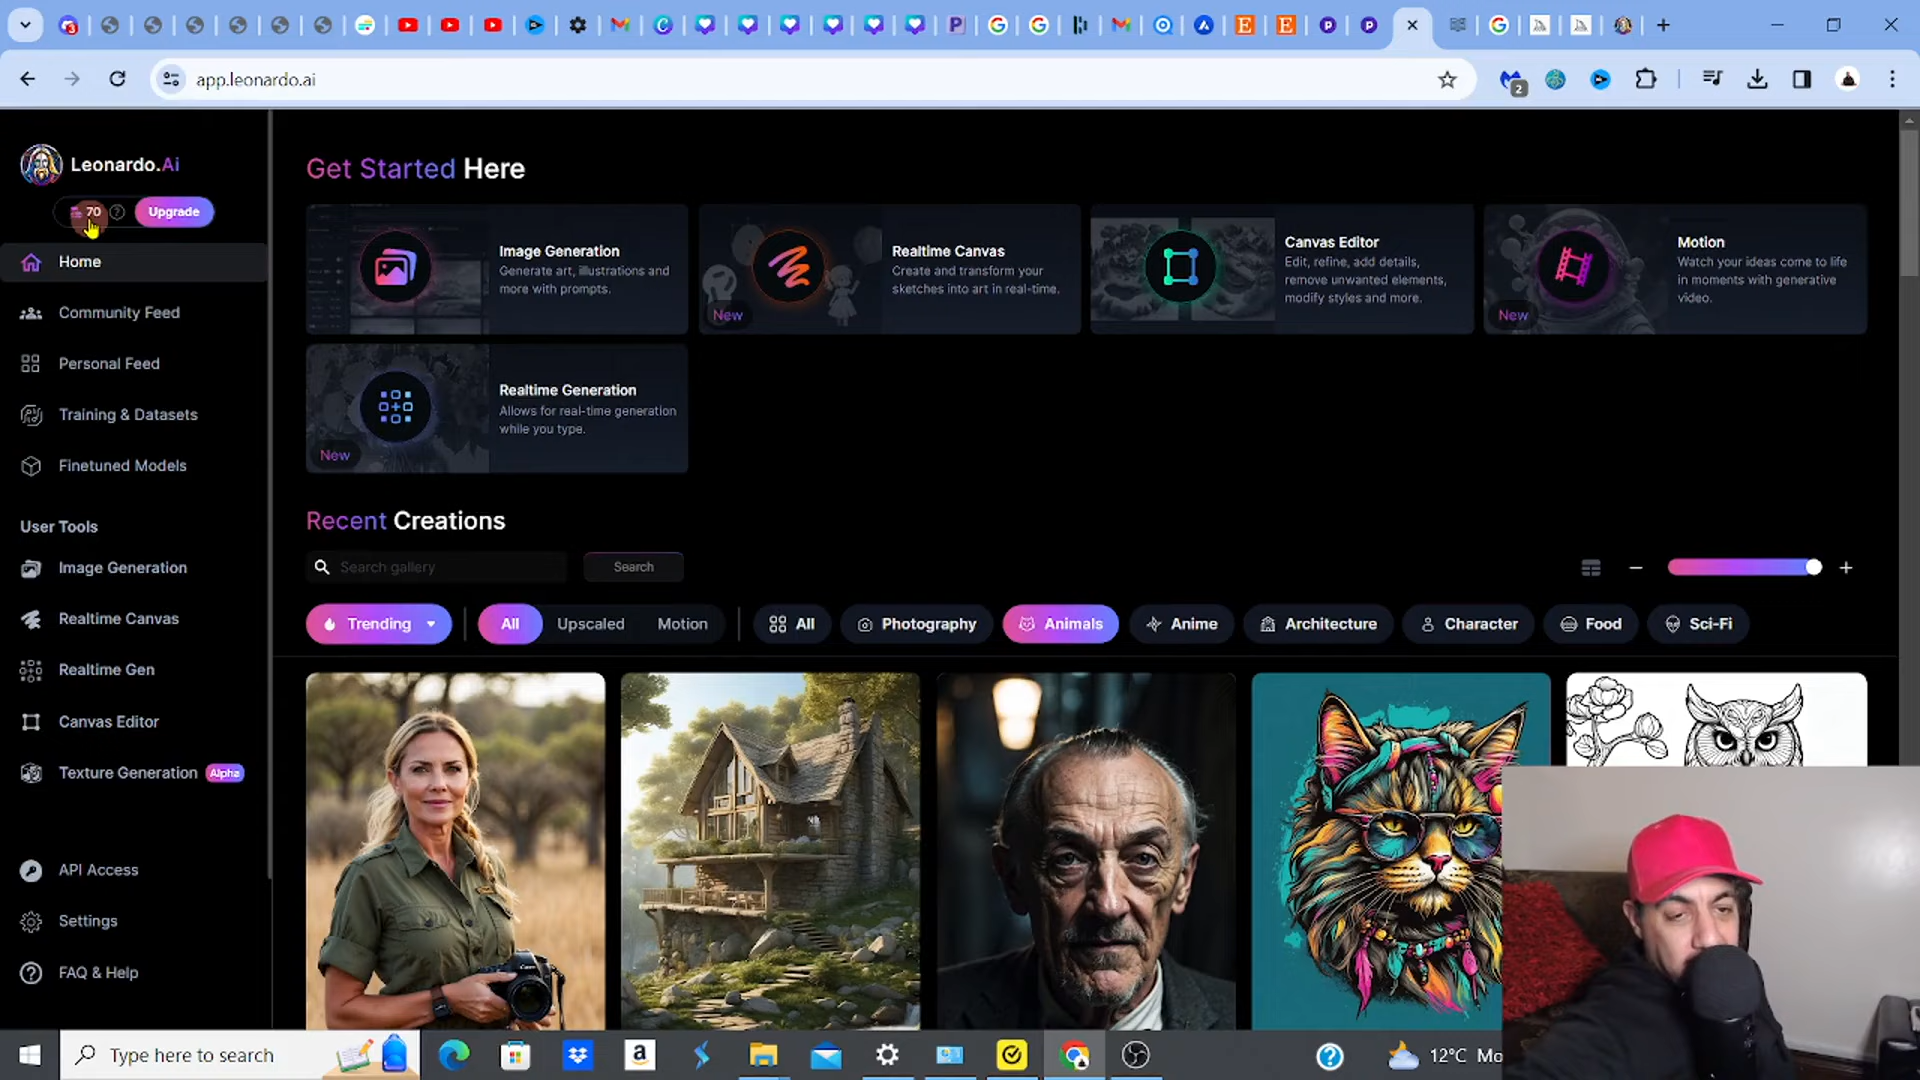 app.leonardo.ai
2
Leonardo.Ai
70
Upgrade
Home
Community Feed
Personal Feed
Training & Datasets
Finetuned Models
User Tools
Image Generation
Realtime Canvas
Realtime Gen
Canvas Editor
Texture Generation Alpha
API Access
Settings
FAQ & Help
Get Started Here
Image Generation
Generate art, illustrations and
more with prompts.
Realtime Canvas
Create and transform your
sketches into art in real-time.
New
Canvas Editor
Edit, refine, add details,
remove unwanted elements,
modify styles and more.
Motion
Watch your ideas come to life
in moments with generative
video.
New
Realtime Generation
Allows for real-time generation
while you type.
New
Recent Creations
Search gallery
Search
Trending
All Upscaled Motion
All Photography Animals Anime Architecture Character Food Sci-Fi
Type here to search
12°C Mo